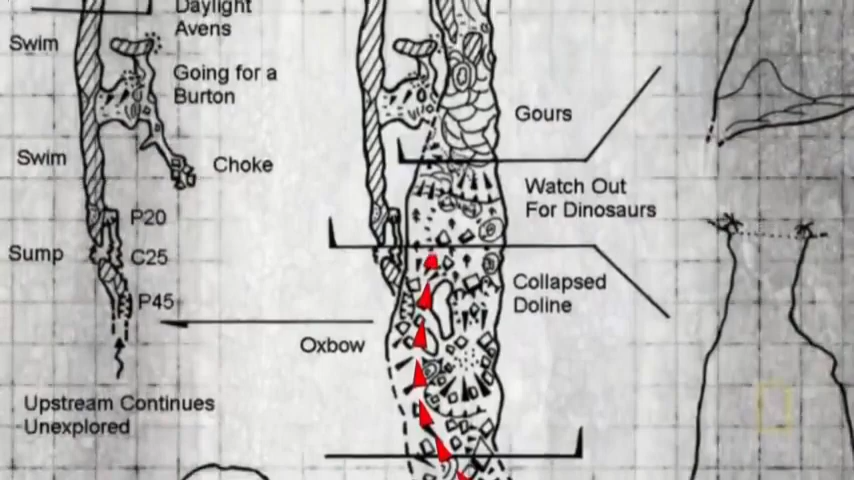 Daylight
Avens
Swim
Going for a
Burton
Gours
Swim
Choke
Watch Out
For Dinosaurs
P20
Sump
C25
Collapsed
Doline
P45
Oxbow
Upstream Continues
Unexplored